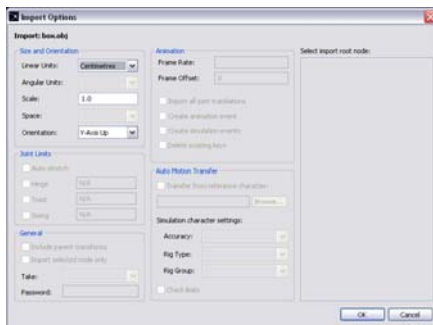 Import Options
Import: box.obj
Size and Orientation
Linear Units:
Centimetres
Angular Units:
Scale:
1.0
Space:
Orientation:
Y-Axis Up
Joint Limits
Auto stretch
Hinge
N/A
Twist
N/A
Swing
N/A
General
Include parent transforms
Import selected node only
Take:
Password:
Animation
Frame Rate:
Frame Offset:
0
Import all joint translations
Create animation event
Create simulation events
Delete existing keys
Auto Motion Transfer
Transfer from reference character
Browse...
Simulation character settings:
Accuracy:
Rig Type:
Rig Group:
Check limits
Select import root node:
OK
Cancel